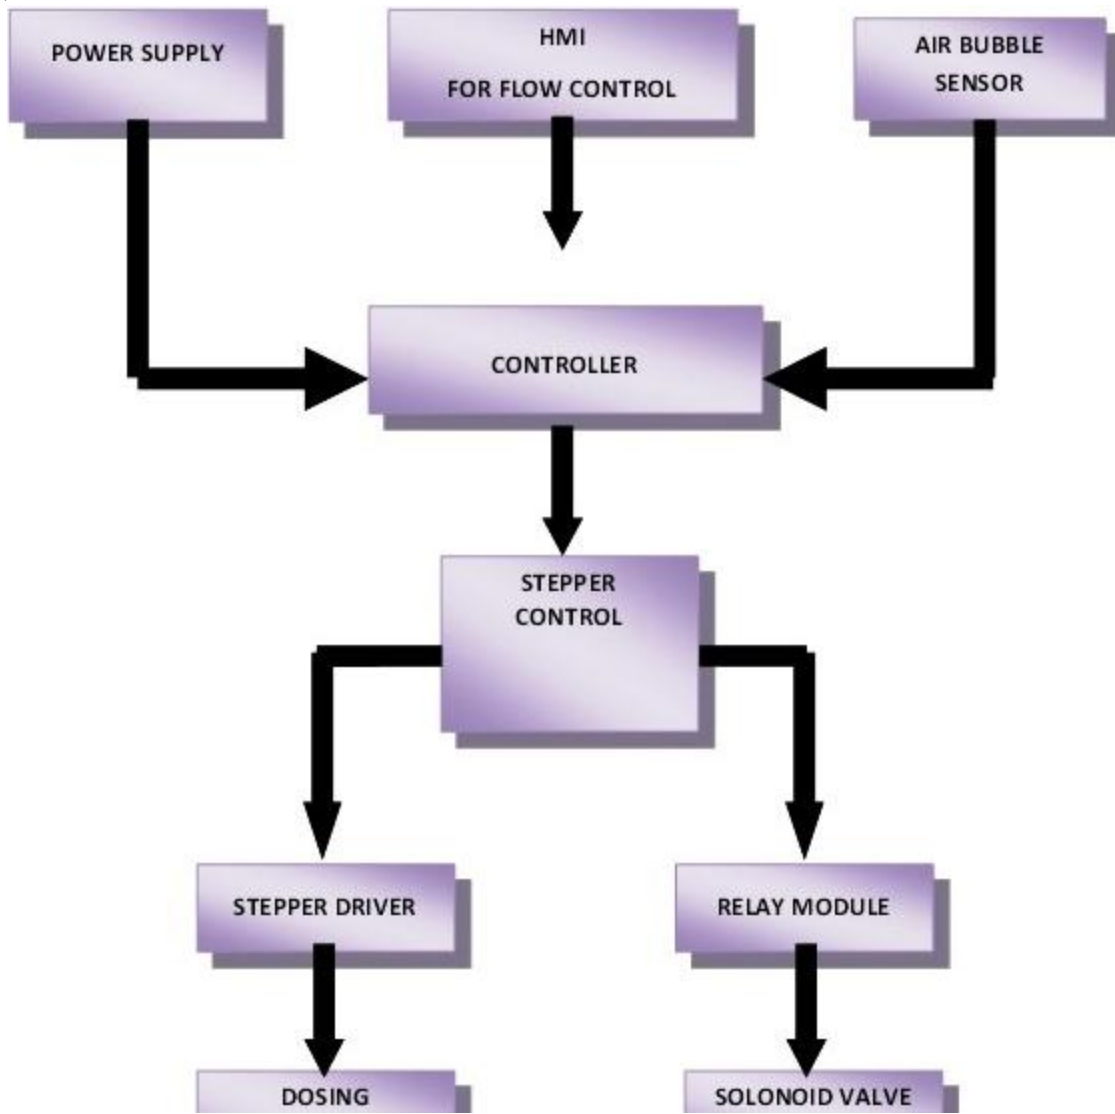 POWER SUPPLY
HMI
FOR FLOW CONTROL
AIR BUBBLE
SENSOR
CONTROLLER
STEPPER
CONTROL
STEPPER DRIVER
RELAY MODULE
DOSING
SOLONOID VALVE